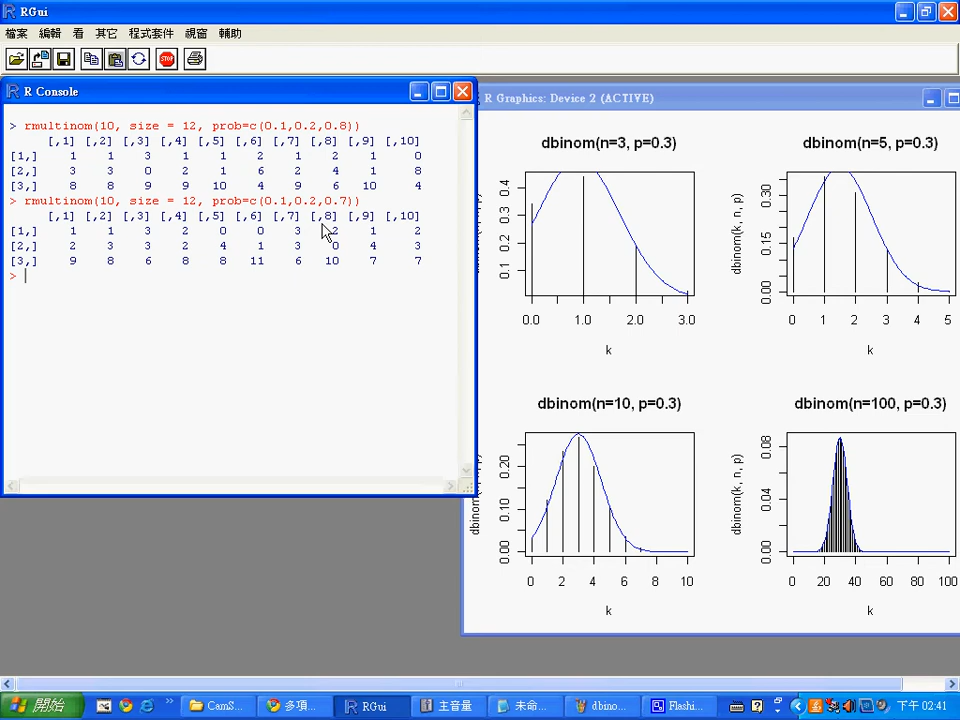 RGui
檔案 編輯 看 其它 程式套件 視窗 輔助
STOP
R Console
> rmultinom(10, size = 12, prob=c(0.1,0.2,0.8))
[,1] [,2] [,3] [,4] [,5] [,6] [,7] [,8] [,9] [,10]
[1,] 1 1 3 1 1 2 1 2 1 0
[2,] 3 3 0 2 1 6 2 4 1 8
[3,] 8 8 9 9 10 4 9 6 10 4
> rmultinom(10, size = 12, prob=c(0.1,0.2,0.7))
[,1] [,2] [,3] [,4] [,5] [,6] [,7] [,8] [,9] [,10]
[1,] 1 1 3 2 0 0 3 2 1 2
[2,] 2 3 3 2 4 1 3 0 4 3
[3,] 9 8 6 8 8 11 6 10 7 7
>
R Graphics: Device 2 (ACTIVE)
dbinom(n=3, p=0.3)
0.4
0.3
0.2
0.1
0.0 1.0 2.0 3.0
k
dbinom(n=5, p=0.3)
dbinom(k, n, p)
0.30
0.15
0.00
0 1 2 3 4 5
k
dbinom(n=10, p=0.3)
dbinom(k, n, p)
0.20
0.10
0.00
0 2 4 6 8 10
k
dbinom(n=100, p=0.3)
dbinom(k, n, p)
0.08
0.04
0.00
0 20 40 60 80 100
k
開始
CamS...
多項...
RGui
主音量
未命...
dbino...
Flashi...
下午 02:41